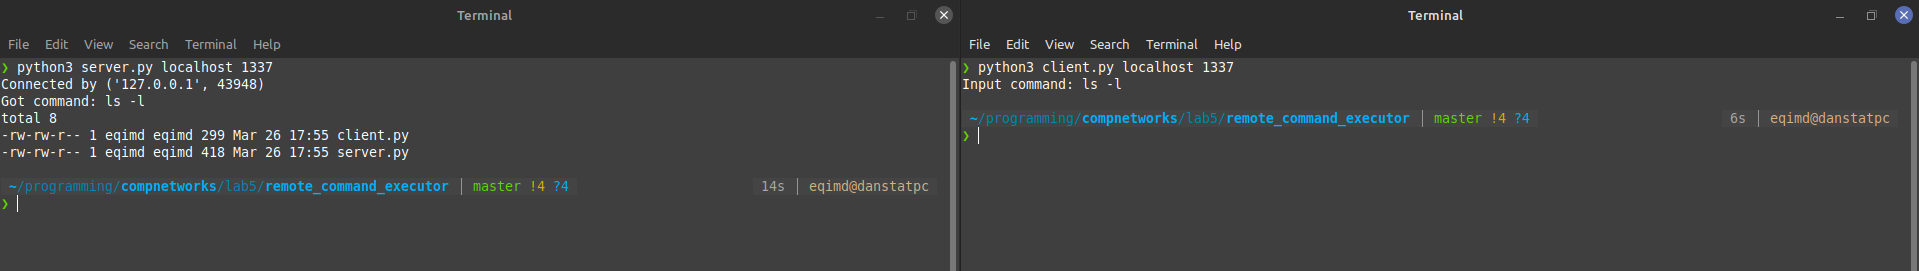 Terminal
File Edit View Search Terminal Help
❯ python3 server.py localhost 1337
Connected by ('127.0.0.1', 43948)
Got command: ls -l
total 8
-rw-rw-r-- 1 eqimd eqimd 299 Mar 26 17:55 client.py
-rw-rw-r-- 1 eqimd eqimd 418 Mar 26 17:55 server.py
~/programming/compnetworks/lab5/remote_command_executor | master !4 ?4 14s | eqimd@danstatpc
❯
Terminal
File Edit View Search Terminal Help
❯ python3 client.py localhost 1337
Input command: ls -l
~/programming/compnetworks/lab5/remote_command_executor | master !4 ?4 6s | eqimd@danstatpc
❯